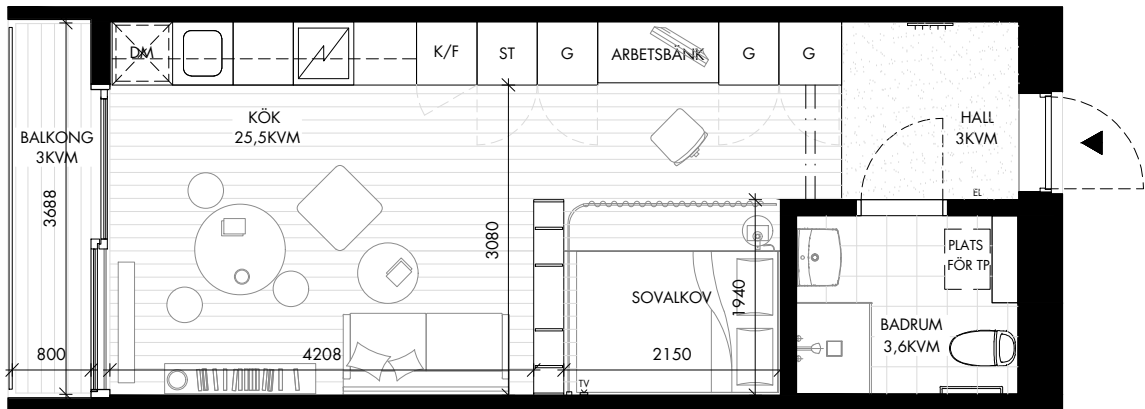 DM
K/F
ST
G
ARBETSBÄNK
G
G
KÖK
25,5KVM
BALKONG
3KVM
HALL
3KVM
EL
3688
3080
1940
PLATS
FÖR TP
SOVALKOV
BADRUM
3,6KVM
800
4208
2150
TV